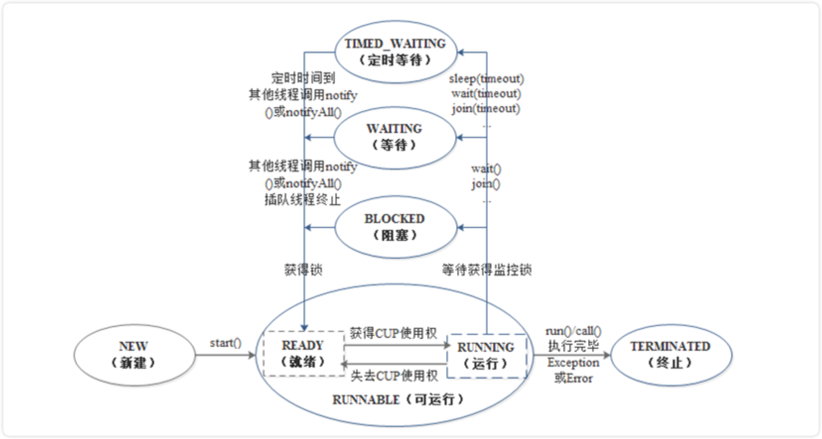 TIMED_WAITING
(定时等待)
定时时间到
其他线程调用notify
()或notifyAll()
sleep(timeout)
wait(timeout)
join(timeout)
...
WAITING
(等待)
其他线程调用notify
()或notifyAll()
插队线程终止
wait()
join()
...
BLOCKED
(阻塞)
获得锁
等待获得监控锁
NEW
(新建)
start()
READY
(就绪)
获得CUP使用权
失去CUP使用权
RUNNING
(运行)
RUNNABLE(可运行)
run()/call()
执行完毕
Exception
或Error
TERMINATED
(终止)